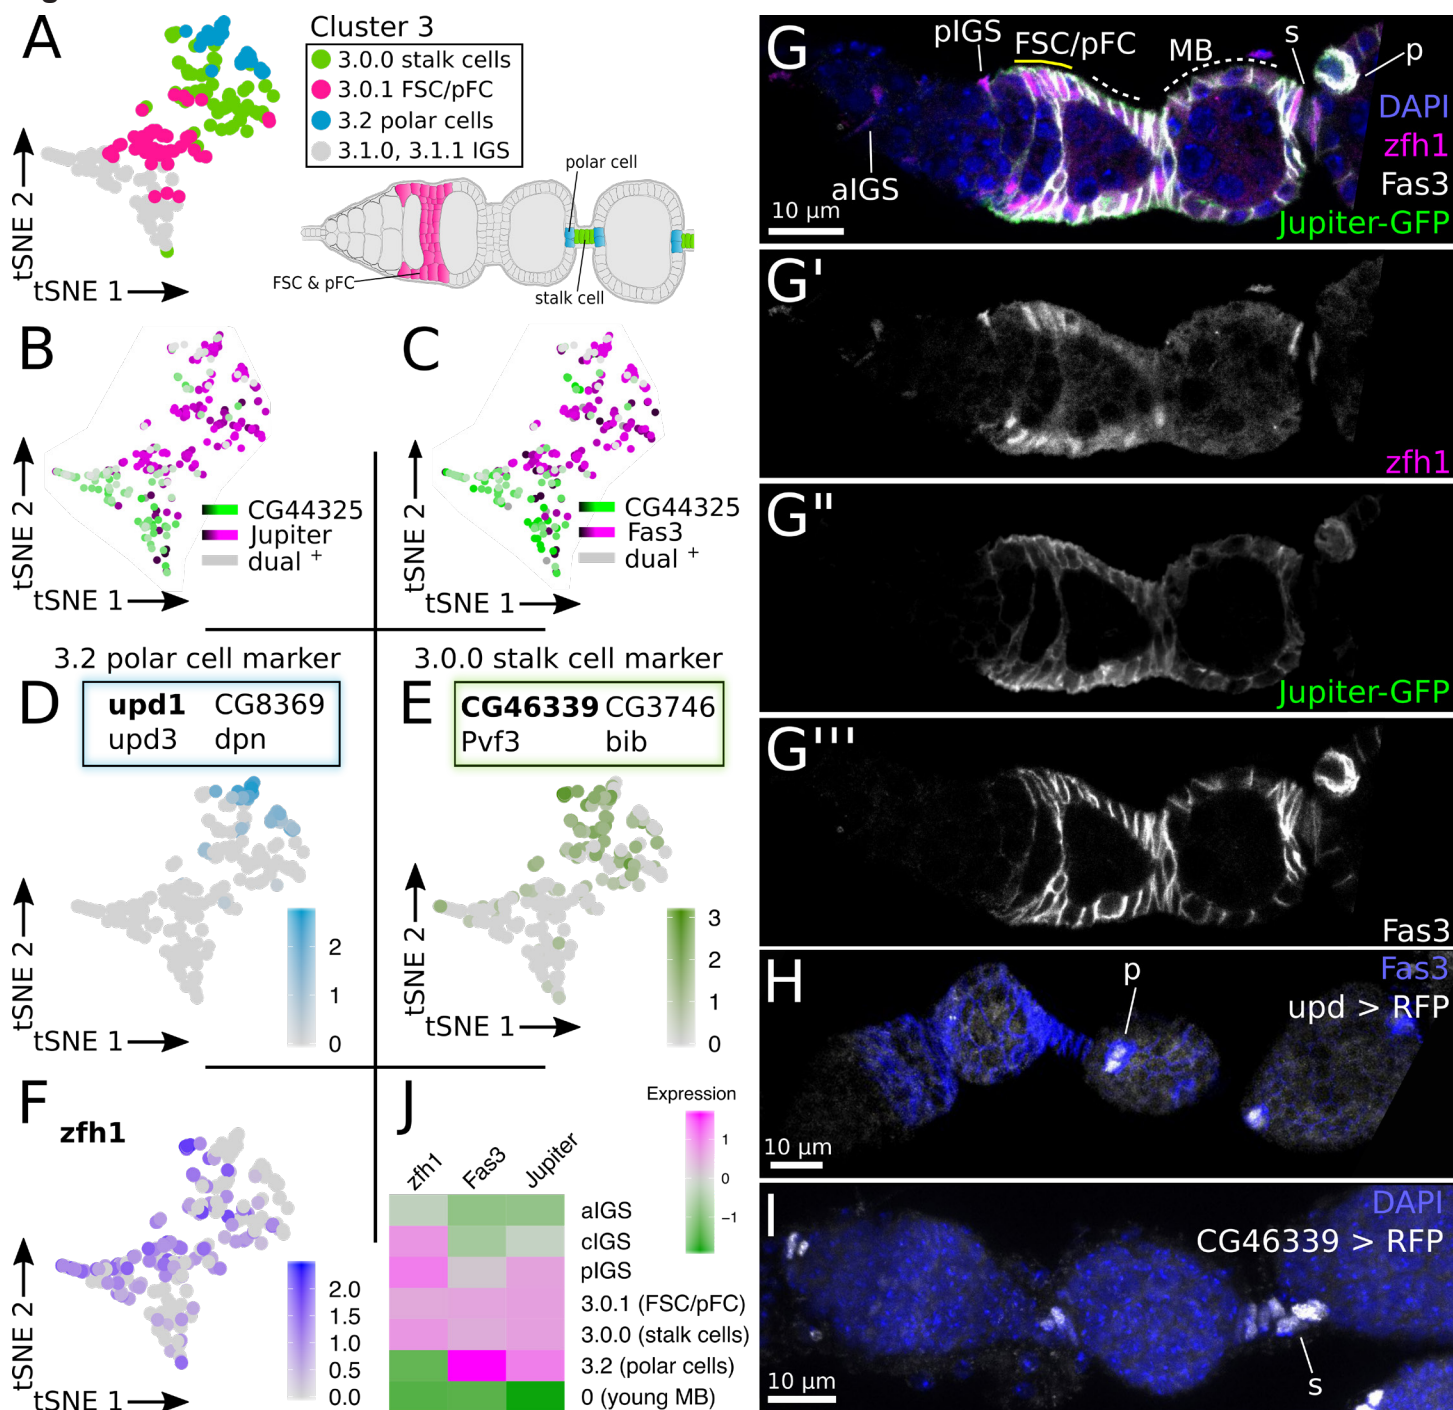 A
Cluster 3
3.0.0 stalk cells
3.0.1 FSC/pFC
3.2 polar cells
3.1.0, 3.1.1 IGS
tSNE 2
tSNE 1
polar cell
FSC & pFC
stalk cell
B
CG44325
Jupiter
dual +
tSNE 2
tSNE 1
C
CG44325
Fas3
dual +
tSNE 2
tSNE 1
3.2 polar cell marker
D
upd1 CG8369
upd3 dpn
2
1
0
tSNE 2
tSNE 1
3.0.0 stalk cell marker
E
CG46339 CG3746
Pvf3 bib
3
2
1
0
tSNE 2
tSNE 1
F
zfh1
2.0
1.5
1.0
0.5
0.0
tSNE 2
tSNE 1
J
Expression
1
0
−1
zfh1 Fas3 Jupiter
aIGS
cIGS
pIGS
3.0.1 (FSC/pFC)
3.0.0 (stalk cells)
3.2 (polar cells)
0 (young MB)
G
pIGS
FSC/pFC
MB
s
p
aIGS
10 µm
DAPI
zfh1
Fas3
Jupiter-GFP
G'
zfh1
G"
Jupiter-GFP
G'''
Fas3
H
Fas3
upd > RFP
p
10 µm
I
DAPI
CG46339 > RFP
s
10 µm